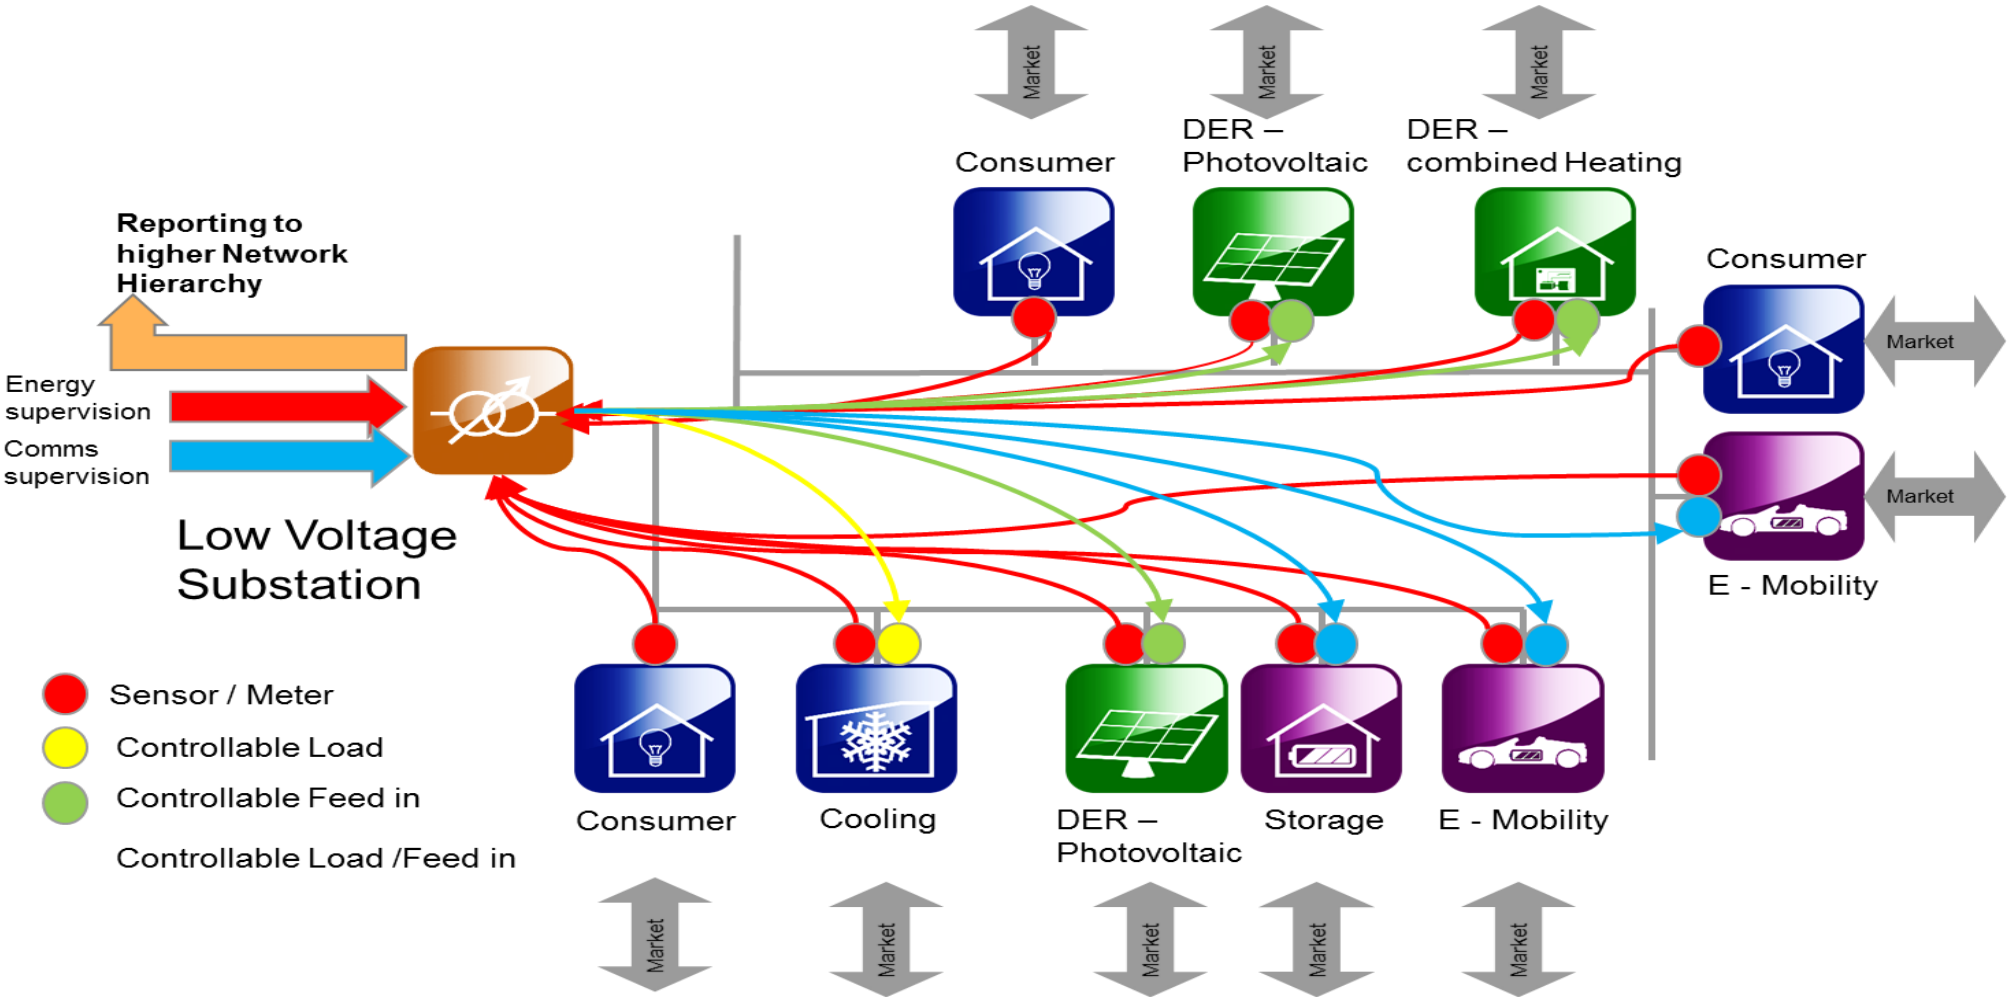 Market
Market
Market
DER –
Photovoltaic
DER –
combined Heating
Consumer
Reporting to
higher Network
Hierarchy
Consumer
Market
Energy
supervision
Comms
supervision
Market
Low Voltage
Substation
E - Mobility
Sensor / Meter
Controllable Load
Controllable Feed in
Controllable Load /Feed in
Consumer
Cooling
DER –
Photovoltaic
Storage
E - Mobility
Market
Market
Market
Market
Market